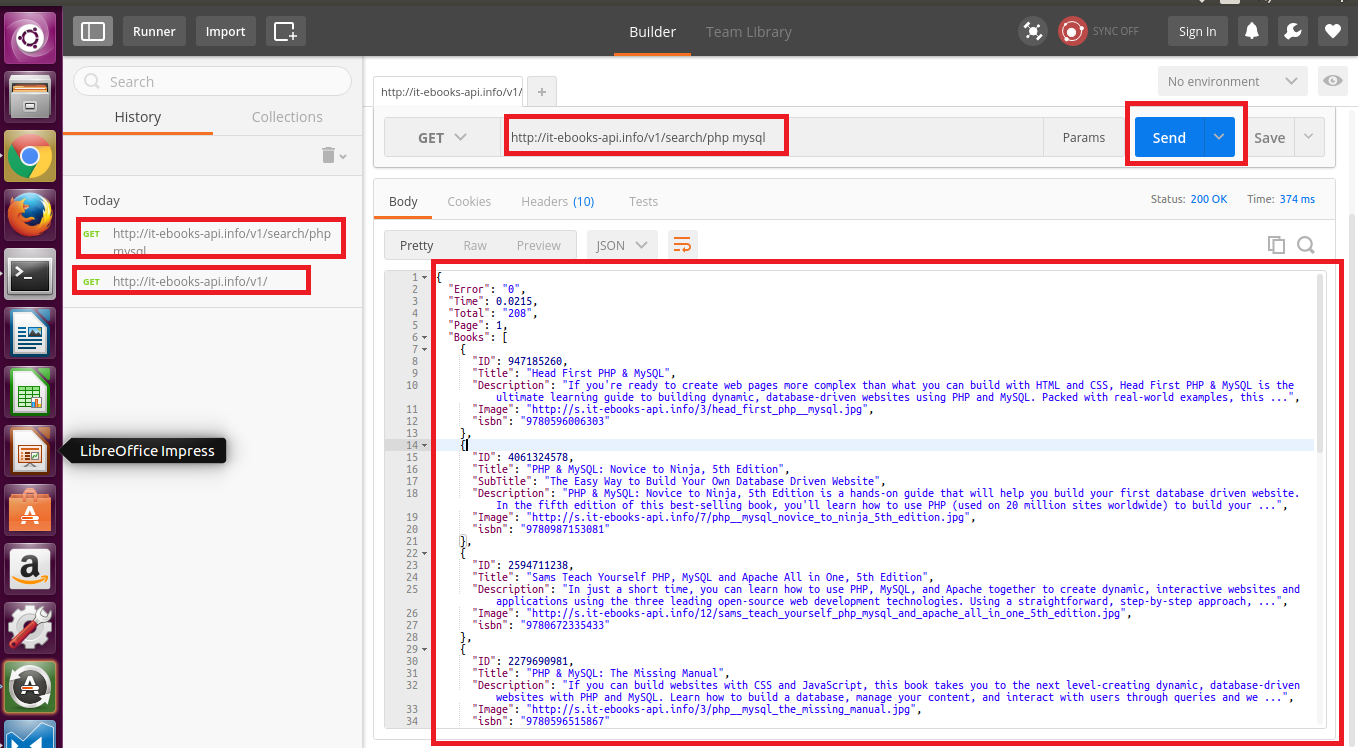 Runner
Import
Builder
Team Library
SYNC OFF
Sign In
Search
History
Collections
Today
GET http://it-ebooks-api.info/v1/search/php
mysql
GET http://it-ebooks-api.info/v1/
LibreOffice Impress
http://it-ebooks-api.info/v1/
+
No environment
GET
http://it-ebooks-api.info/v1/search/php mysql
Params
Send
Save
Body
Cookies
Headers (10)
Tests
Status: 200 OK
Time: 374 ms
Pretty
Raw
Preview
JSON
1 {
2 "Error": "0",
3 "Time": 0.0215,
4 "Total": "208",
5 "Page": 1,
6 "Books": [
7 {
8 "ID": 947185260,
9 "Title": "Head First PHP & MySQL",
10 "Description": "If you're ready to create web pages more complex than what you can build with HTML and CSS, Head First PHP & MySQL is the
ultimate learning guide to building dynamic, database-driven websites using PHP and MySQL. Packed with real-world examples, this ...",
11 "Image": "http://s.it-ebooks-api.info/3/head_first_php__mysql.jpg",
12 "isbn": "9780596006303"
13 },
14 {
15 "ID": 4061324578,
16 "Title": "PHP & MySQL: Novice to Ninja, 5th Edition",
17 "SubTitle": "The Easy Way to Build Your Own Database Driven Website",
18 "Description": "PHP & MySQL: Novice to Ninja, 5th Edition is a hands-on guide that will help you build your first database driven website.
In the fifth edition of this best-selling book, you'll learn how to use PHP (used on 20 million sites worldwide) to build your ...",
19 "Image": "http://s.it-ebooks-api.info/7/php__mysql_novice_to_ninja_5th_edition.jpg",
20 "isbn": "9780987153081"
21 },
22 {
23 "ID": 2594711238,
24 "Title": "Sams Teach Yourself PHP, MySQL and Apache All in One, 5th Edition",
25 "Description": "In just a short time, you can learn how to use PHP, MySQL, and Apache together to create dynamic, interactive websites and
applications using the three leading open-source web development technologies. Using a straightforward, step-by-step approach, ...",
26 "Image": "http://s.it-ebooks-api.info/12/sams_teach_yourself_php_mysql_and_apache_all_in_one_5th_edition.jpg",
27 "isbn": "9780672335433"
28 },
29 {
30 "ID": 2279690981,
31 "Title": "PHP & MySQL: The Missing Manual",
32 "Description": "If you can build websites with CSS and JavaScript, this book takes you to the next level-creating dynamic, database-driven
websites with PHP and MySQL. Learn how to build a database, manage your content, and interact with users through queries and we ...",
33 "Image": "http://s.it-ebooks-api.info/3/php__mysql_the_missing_manual.jpg",
34 "isbn": "9780596515867"